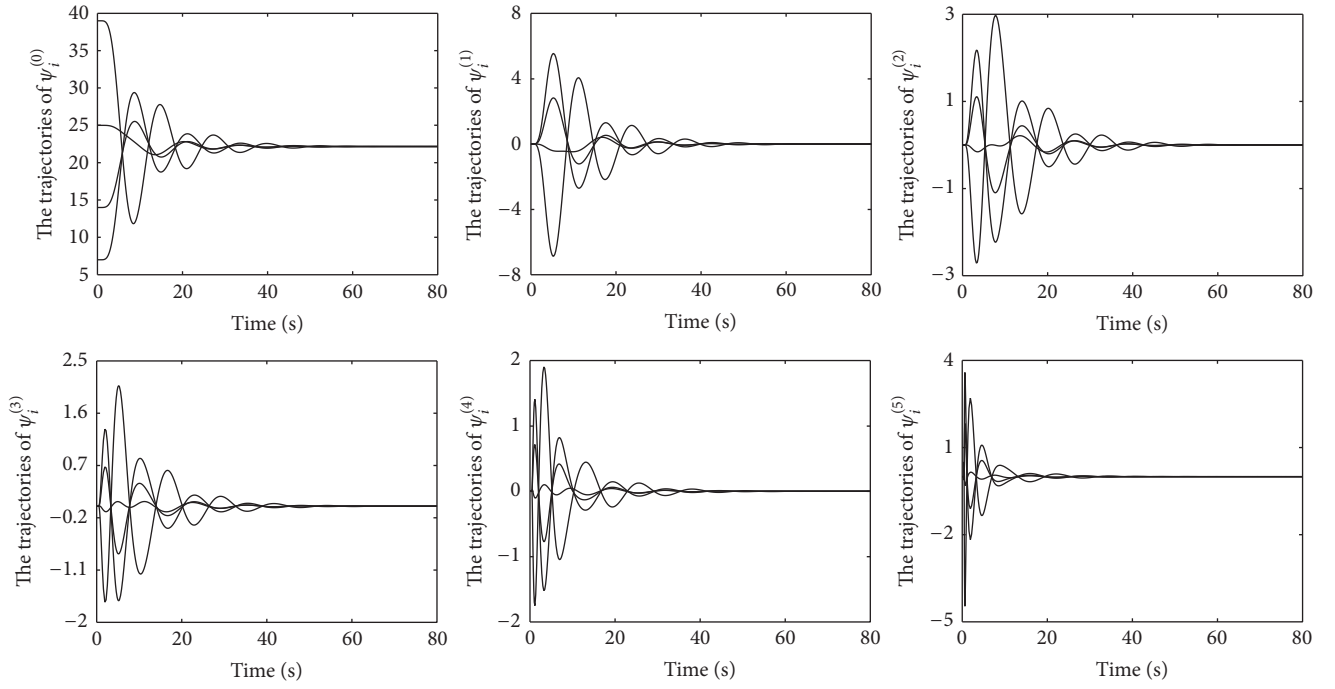 The trajectories of ψ_i^(0)
40
35
30
25
20
15
10
5
0 20 40 60 80
Time (s)
The trajectories of ψ_i^(1)
8
4
0
−4
−8
0 20 40 60 80
Time (s)
The trajectories of ψ_i^(2)
3
1
−1
−3
0 20 40 60 80
Time (s)
The trajectories of ψ_i^(3)
2.5
1.6
0.7
−0.2
−1.1
−2
0 20 40 60 80
Time (s)
The trajectories of ψ_i^(4)
2
1
0
−1
−2
0 20 40 60 80
Time (s)
The trajectories of ψ_i^(5)
4
1
−2
−5
0 20 40 60 80
Time (s)